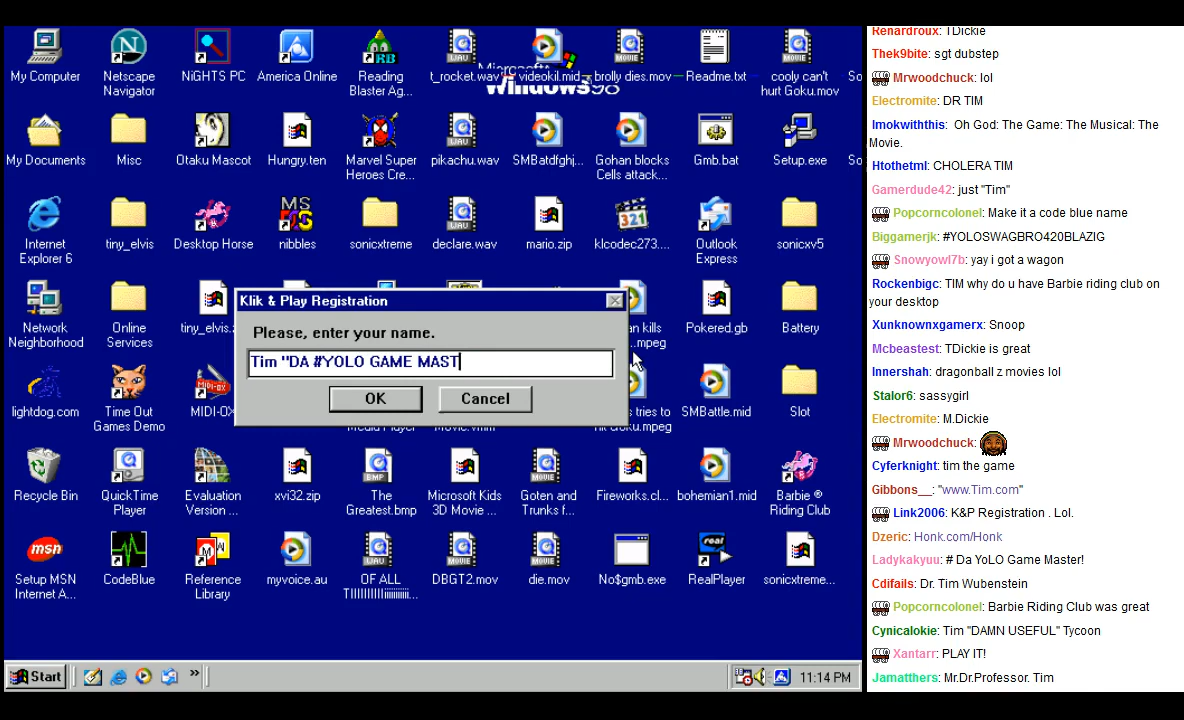 My Computer
Netscape
Navigator
NiGHTS PC
America Online
Reading
Blaster Ag...
t_rocket.wav
videokil.mid
brolly dies.mov
Readme.txt
cooly can't
hurt Goku.mov
So
Microsoft
Windows98
My Documents
Misc
Otaku Mascot
Hungry.ten
Marvel Super
Heroes Cre...
pikachu.wav
SMBatdfghj...
Gohan blocks
Cells attack...
Gmb.bat
Setup.exe
So
Internet
Explorer 6
tiny_elvis
Desktop Horse
nibbles
sonicxtreme
declare.wav
mario.zip
klcodec273....
Outlook
Express
sonicxv5
Network
Neighborhood
Online
Services
tiny_elvis.
an kills
...mpeg
Pokered.gb
Battery
Klik & Play Registration
Please, enter your name.
Tim "DA #YOLO GAME MAST
OK
Cancel
lightdog.com
Time Out
Games Demo
MIDI-OX
Media Player
s tries to
SMBattle.mid
Slot
Recycle Bin
QuickTime
Player
Evaluation
Version ...
xvi32.zip
The
Greatest.bmp
Microsoft Kids
3D Movie ...
Goten and
Trunks f...
Fireworks.cl...
bohemian1.mid
Barbie ®
Riding Club
Setup MSN
Internet A...
CodeBlue
Reference
Library
myvoice.au
OF ALL
DBGT2.mov
die.mov
No$gmb.exe
RealPlayer
sonicxtreme...
Start
11:14 PM
Renardroux: TDickie
Thek9bite: sgt dubstep
Mrwoodchuck: lol
Electromite: DR TIM
Imokwiththis: Oh God: The Game: The Musical: The
Movie.
Htothetml: CHOLERA TIM
Gamerdude42: just "Tim"
Popcorncolonel: Make it a code blue name
Biggamerjk: #YOLOSWAGBRO420BLAZIG
Snowyowl7b: yay i got a wagon
Rockenbigc: TIM why do u have Barbie riding club on
your desktop
Xunknownxgamerx: Snoop
Mcbeastest: TDickie is great
Innershah: dragonball z movies lol
Stalor6: sassygirl
Electromite: M.Dickie
Mrwoodchuck:
Cyferknight: tim the game
Gibbons__: "www.Tim.com"
Link2006: K&P Registration . Lol.
Dzeric: Honk.com/Honk
Ladykakyuu: # Da YoLO Game Master!
Cdifails: Dr. Tim Wubenstein
Popcorncolonel: Barbie Riding Club was great
Cynicalokie: Tim "DAMN USEFUL" Tycoon
Xantarr: PLAY IT!
Jamatthers: Mr.Dr.Professor. Tim